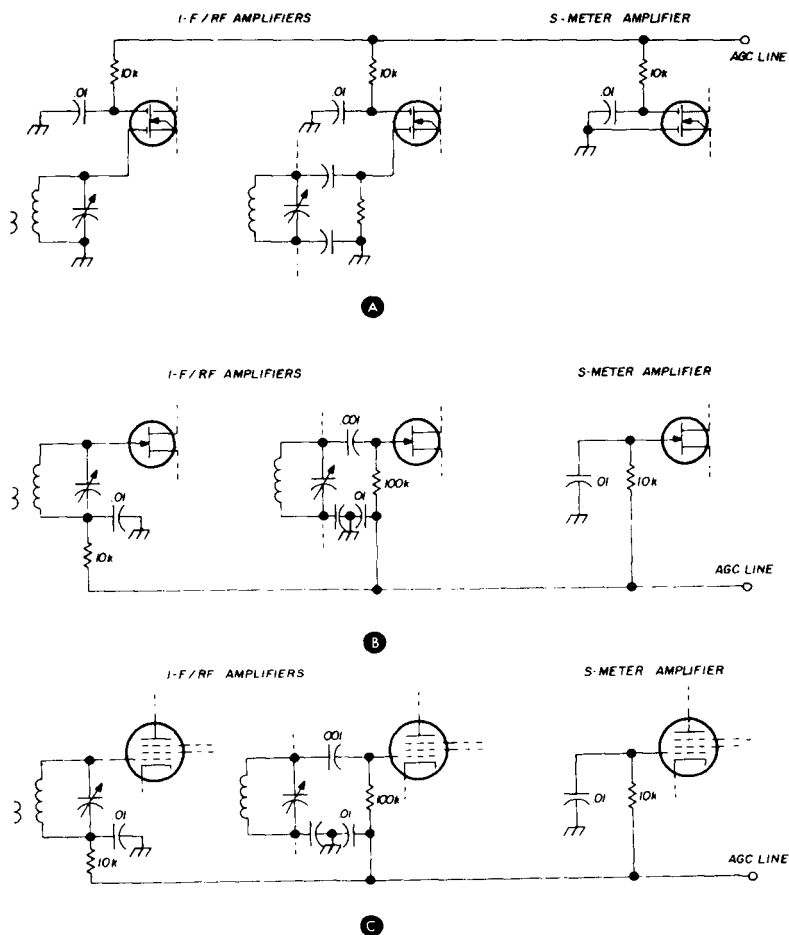 I-F/RF AMPLIFIERS S-METER AMPLIFIER
AGC LINE
10k 10k 10k
.01 .01 .01
A
I-F/RF AMPLIFIERS S-METER AMPLIFIER
.001
.01 .01 100k .01 10k
10k
AGC LINE
B
I-F/RF AMPLIFIERS S-METER AMPLIFIER
.001
.01 .01 100k .01 10k
10k
AGC LINE
C